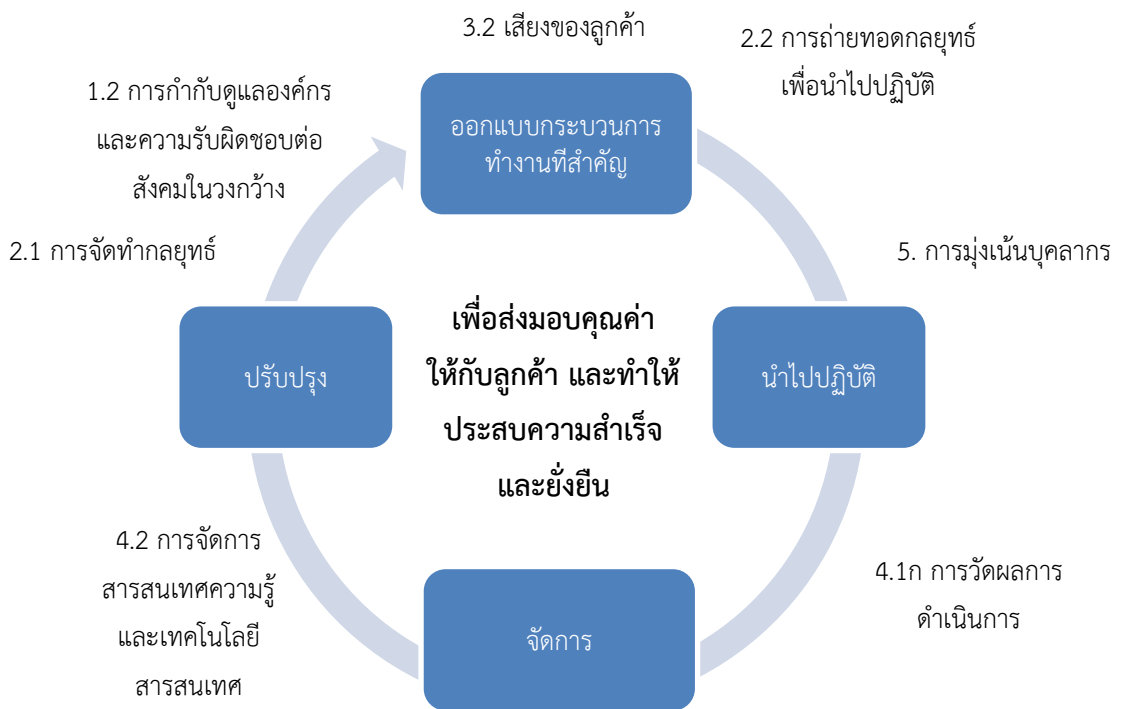 3.2 เสียงของลูกค้า
2.2 การถ่ายทอดกลยุทธ์
เพื่อนำไปปฏิบัติ
1.2 การกำกับดูแลองค์กร
และความรับผิดชอบต่อ
สังคมในวงกว้าง
ออกแบบกระบวนการ
ทำงานที่สำคัญ
2.1 การจัดทำกลยุทธ์
5. การมุ่งเน้นบุคลากร
ปรับปรุง
เพื่อส่งมอบคุณค่า
ให้กับลูกค้า และทำให้
ประสบความสำเร็จ
และยั่งยืน
นำไปปฏิบัติ
4.2 การจัดการ
สารสนเทศความรู้
และเทคโนโลยี
สารสนเทศ
จัดการ
4.1ก การวัดผลการ
ดำเนินการ